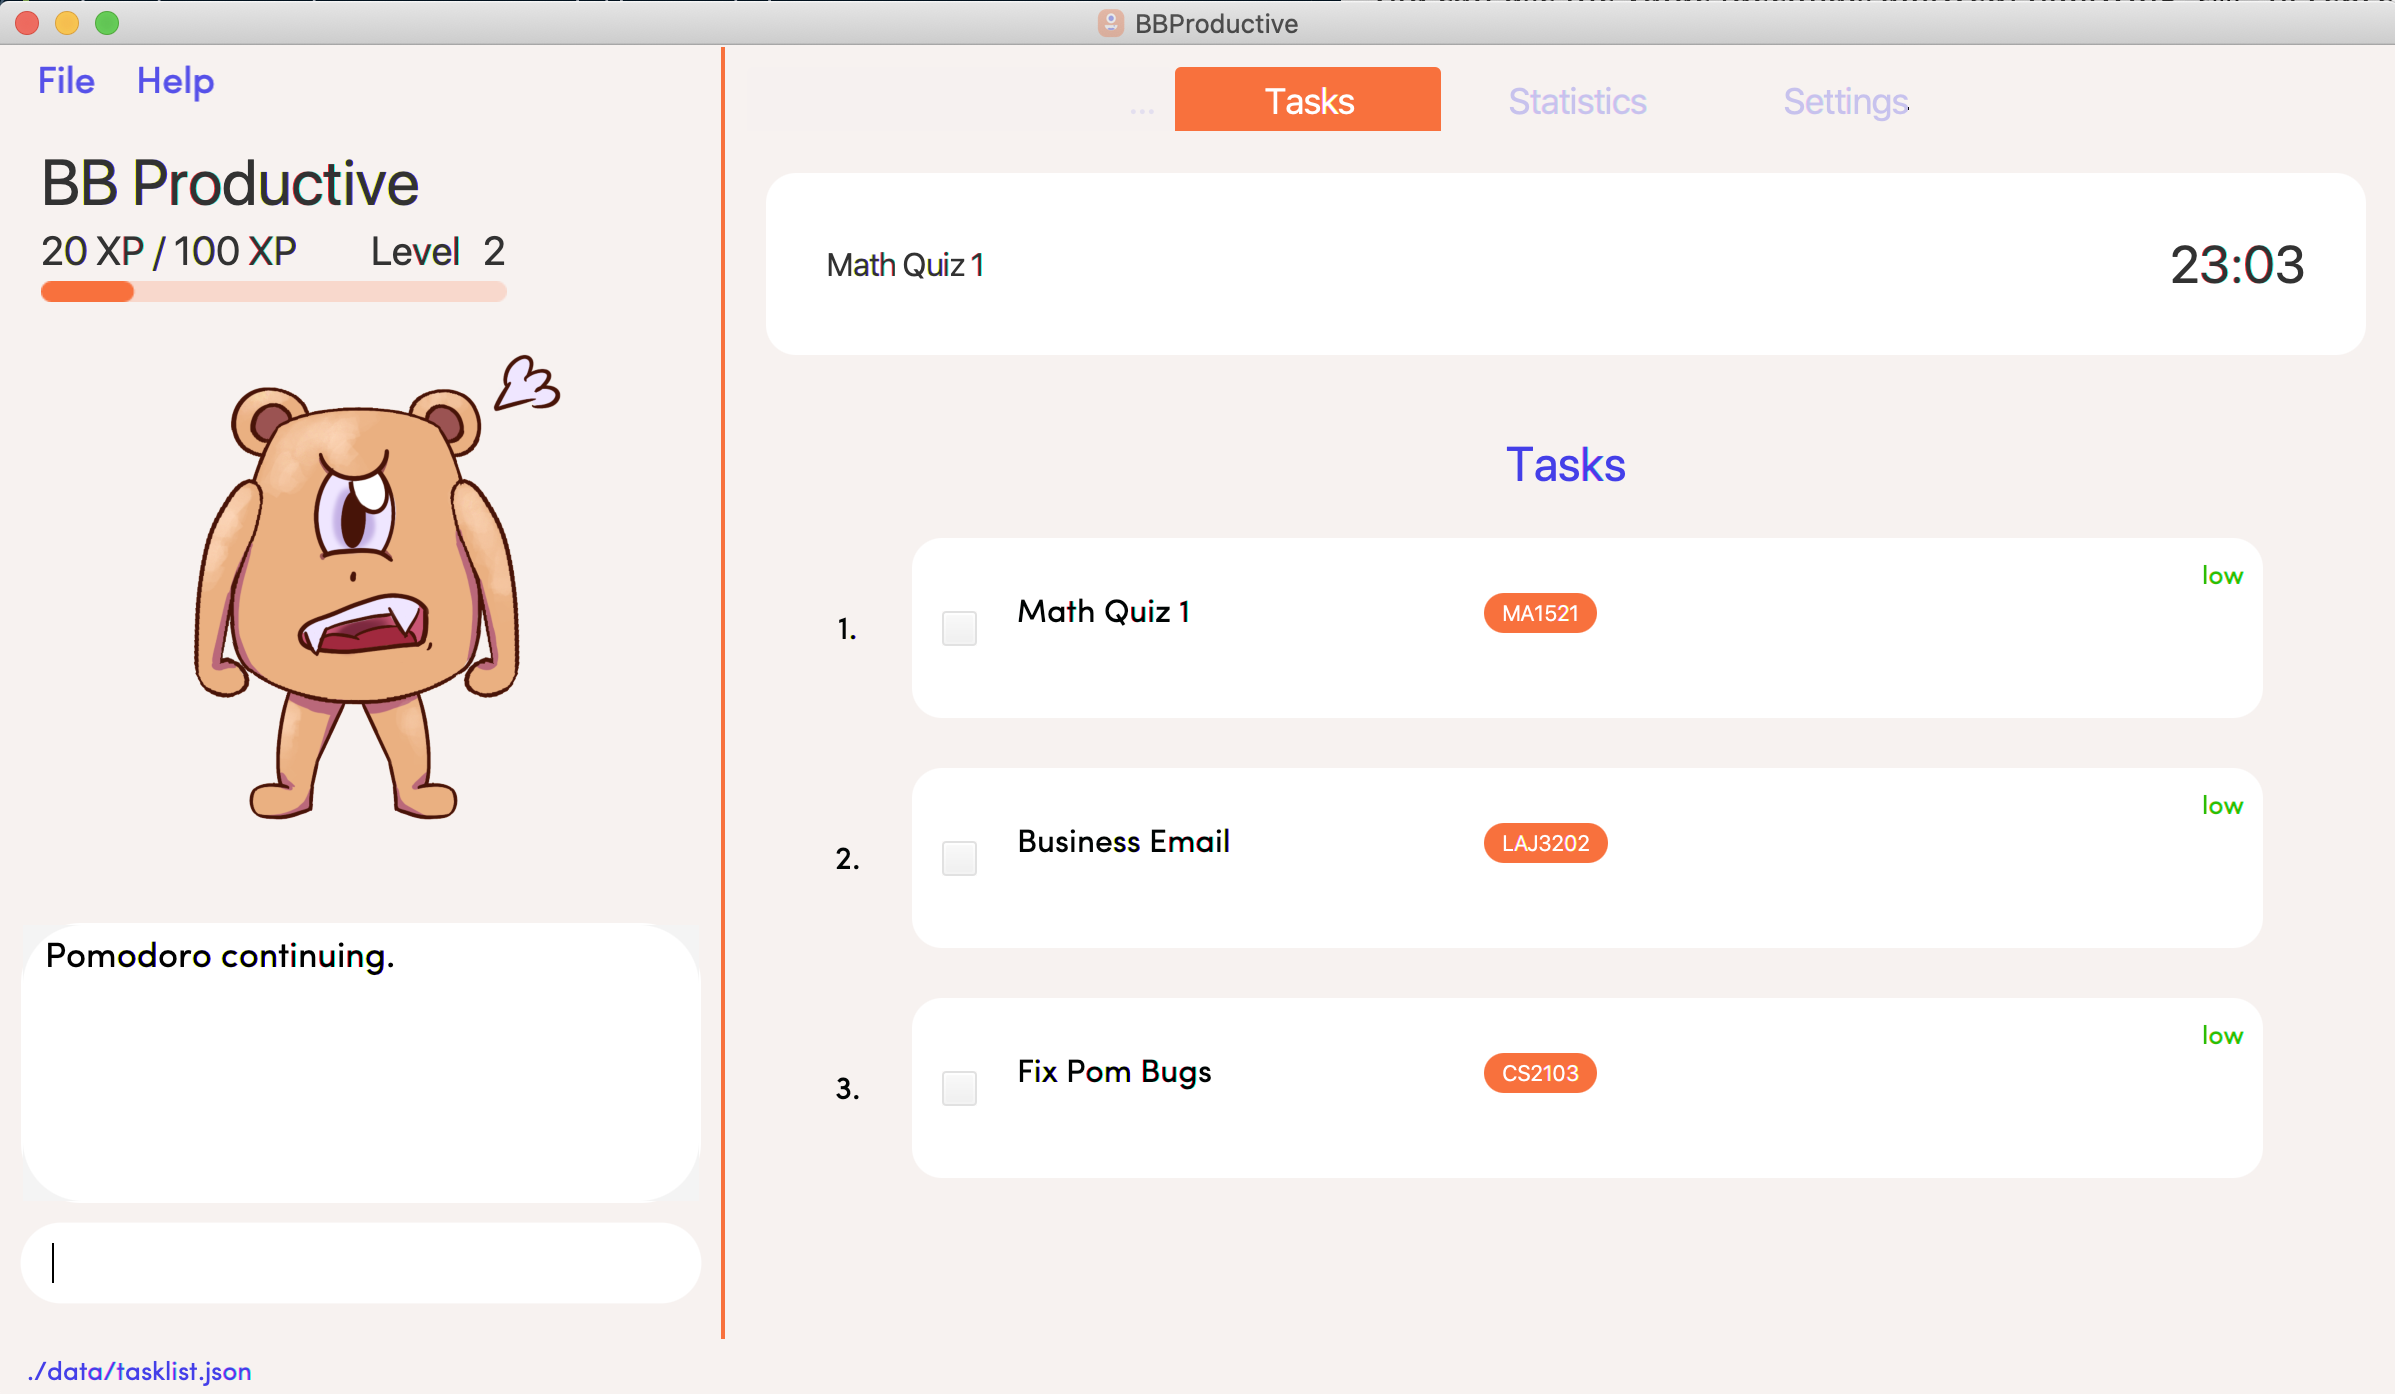 BBProductive
File Help
BB Productive
20 XP / 100 XP Level 2
Pomodoro continuing.
./data/tasklist.json
... Tasks Statistics Settings
Math Quiz 1 23:03
Tasks
1. Math Quiz 1 MA1521 low
2. Business Email LAJ3202 low
3. Fix Pom Bugs CS2103 low